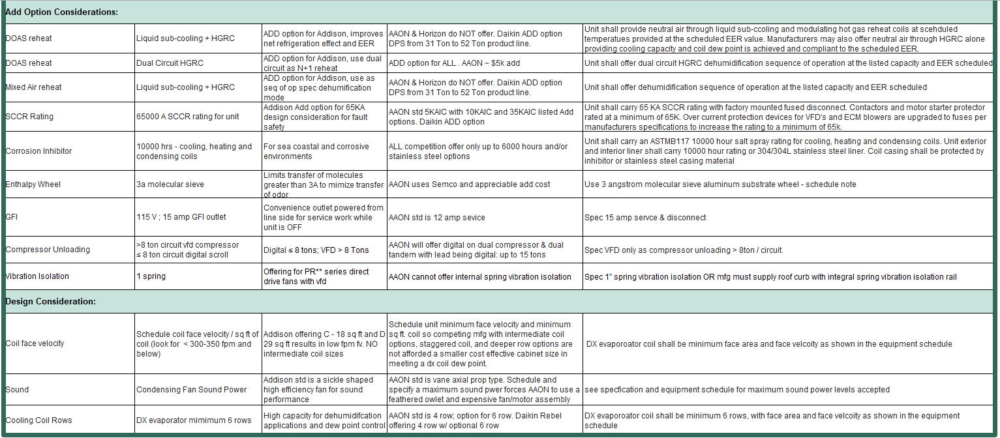 Add Option Considerations:
DOAS reheat
Liquid sub-cooling + HGRC
ADD option for Addison, improves
net refrigeration effect and EER
AAON & Horizon do NOT offer. Daikin ADD option
DPS from 31 Ton to 52 Ton product line.
Unit shall provide neutral air through liquid sub-ccoling and modulating hot gas reheat coils at scehduled
temperatues provided at the scheduled EER value. Manufacturers may also offer neutral air through HGRC alone
providing cooling capacity and coil dew point is achieved and compliant to the scheduled EER.
DOAS reheat
Dual Circuit HGRC
ADD option for Addison, use dual
circuit as N+1 reheat
ADD option for ALL . AAON ~ $5k add
Unit shall offer dual circuit HGRC dehumidification sequence of operation at the listed capacity and EER scheduled
Mixed Air reheat
Liquid sub-cooling + HGRC
ADD option for Addison, use as
seq of op spec dehumification
mode
AAON & Horizon do NOT offer. Daikin ADD option
DPS from 31 Ton to 52 Ton product line.
Unit shall offer dehumidification sequence of operation at the listed capacity and EER scheduled
SCCR Rating
65000 A SCCR rating for unit
Addison Add option for 65KA
design consideration for fault
safety
AAON std 5KAIC with 10KAIC and 35KAIC listed Add
options. Daikin ADD option
Unit shall carry 65 KA SCCR rating with factory mounted fused disconnect. Contactors and motor starter protector
rated at a minimum of 65K. Over current protection devices for VFD's and ECM blowers are upgraded to fuses per
manufacturers specifications to increase the rating to a minimum of 65k.
Corrosion Inhibitor
10000 hrs - cooling, heating and
condensing coils
For sea coastal and corrosive
environments
ALL competition offer only up to 6000 hours and/or
stainless steel options
Unit shall carry an ASTMB117 10000 hour salt spray rating for cooling, heating and condensing coils. Unit exterior
and interior liner shall carry 10000 hour rating or 304/304L stainless steel liner. Coil casing shall be protected by
inhibitor or stainless steel casing material
Enthalpy Wheel
3a molecular sieve
Limits transfer of molecules
greater than 3A to mimize transfer
of odor
AAON uses Semco and appreciable add cost
Use 3 angstrom molecular sieve aluminum substrate wheel - schedule note
GFI
115 V ; 15 amp GFI outlet
Convenience outlet powered from
line side for service work while
unit is OFF
AAON std is 12 amp sevice
Spec 15 amp servce & disconnect
Compressor Unloading
>8 ton circuit vfd compressor
≤ 8 ton circuit digital scroll
Digital ≤ 8 tons; VFD > 8 Tons
AAON will offer digital on dual compressor & dual
tandem with lead being digital: up to 15 tons
Spec VFD only as compressor unloading > 8ton / circuit.
Vibration Isolation
1 spring
Offering for PR** series direct
drive fans with vfd
AAON cannot offer internal spring vibration isolation
Spec 1" spring vibration isolation OR mfg must supply roof curb with integral spring vibration isolation rail
Design Consideration:
Coil face velocity
Schedule coil face velocity / sq ft of
coil (look for < 300-350 fpm and
below)
Addison offering C - 18 sq ft and D
29 sq ft results in low fpm fv. NO
intermediate coil sizes
Schedule unit minimum face velocity and minimum
sq ft. coil so competing mfg with intermediate coil
options, staggered coil, and deeper row options are
not afforded a smaller cost effective cabinet size in
meeting a dx coil dew point.
DX evaporoator coil shall be minimum face area and face velcoity as shown in the equipment schedule
Sound
Condensing Fan Sound Power
Addison std is a sickle shaped
high efficiency fan for sound
performance
AAON std is vane axial prop type. Schedule and
specify a maximum sound pwer forces AAON to use a
feathered owlet and expensive fan/motor assembly
see specfication and equipment schedule for maximum sound power levels accepted
Cooling Coil Rows
DX evaporator mimimum 6 rows
High capacity for dehumidifcation
applications and dew point control
AAON std is 4 row; option for 6 row. Daikin Rebel
offering 4 row w/ optional 6 row
DX evaporoator coil shall be minimum 6 rows, with face area and face velcoity as shown in the equipment
schedule